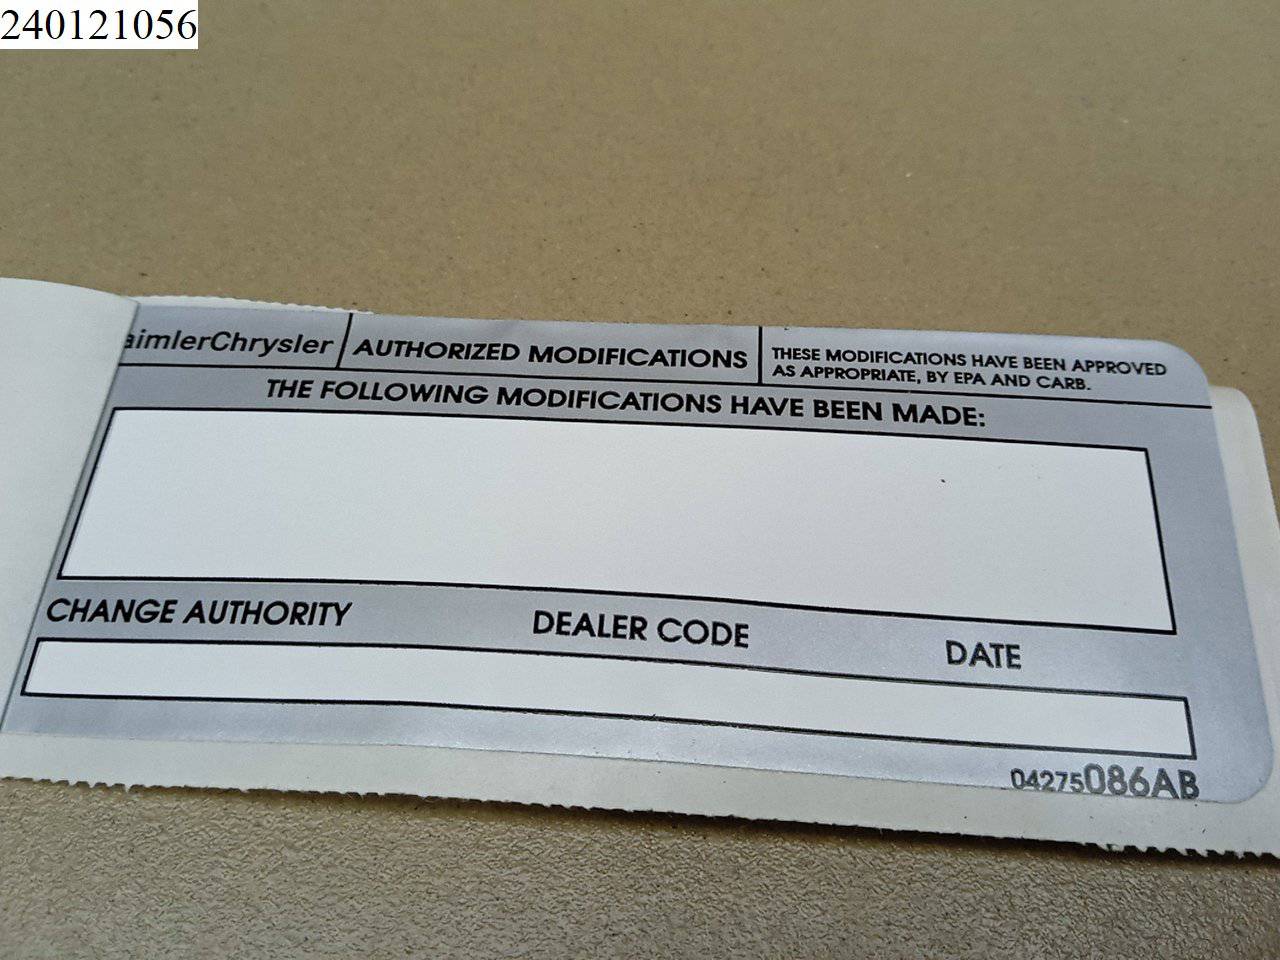 240121056
aimlerChrysler
AUTHORIZED MODIFICATIONS
THESE MODIFICATIONS HAVE BEEN APPROVED
AS APPROPRIATE, BY EPA AND CARB.
THE FOLLOWING MODIFICATIONS HAVE BEEN MADE:
CHANGE AUTHORITY
DEALER CODE
DATE
04275086AB